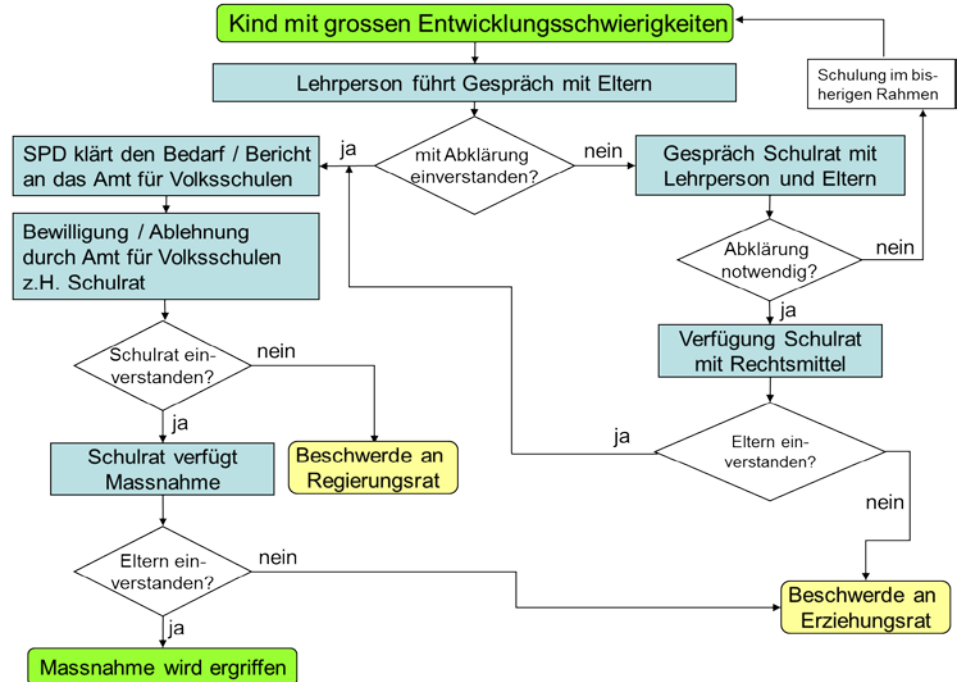 Kind mit grossen Entwicklungsschwierigkeiten
Lehrperson führt Gespräch mit Eltern
Schulung im bis-
herigen Rahmen
mit Abklärung
einverstanden?
ja
nein
SPD klärt den Bedarf / Bericht
an das Amt für Volksschulen
Gespräch Schulrat mit
Lehrperson und Eltern
Bewilligung / Ablehnung
durch Amt für Volksschulen
z.H. Schulrat
Abklärung
notwendig?
nein
ja
Verfügung Schulrat
mit Rechtsmittel
Schulrat ein-
verstanden?
nein
ja
Beschwerde an
Regierungsrat
Eltern ein-
verstanden?
ja
nein
Schulrat verfügt
Massnahme
Eltern ein-
verstanden?
nein
ja
Beschwerde an
Erziehungsrat
Massnahme wird ergriffen